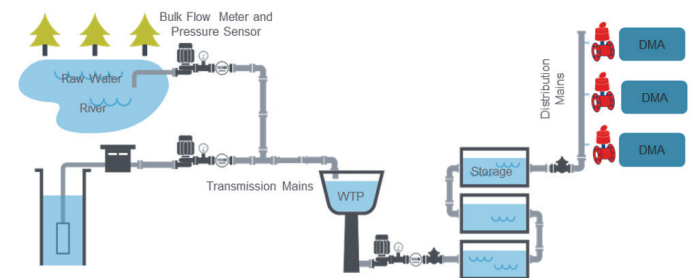 Bulk Flow Meter and
Pressure Sensor
Raw Water
River
Transmission Mains
WTP
Storage
Distribution
Mains
DMA
DMA
DMA